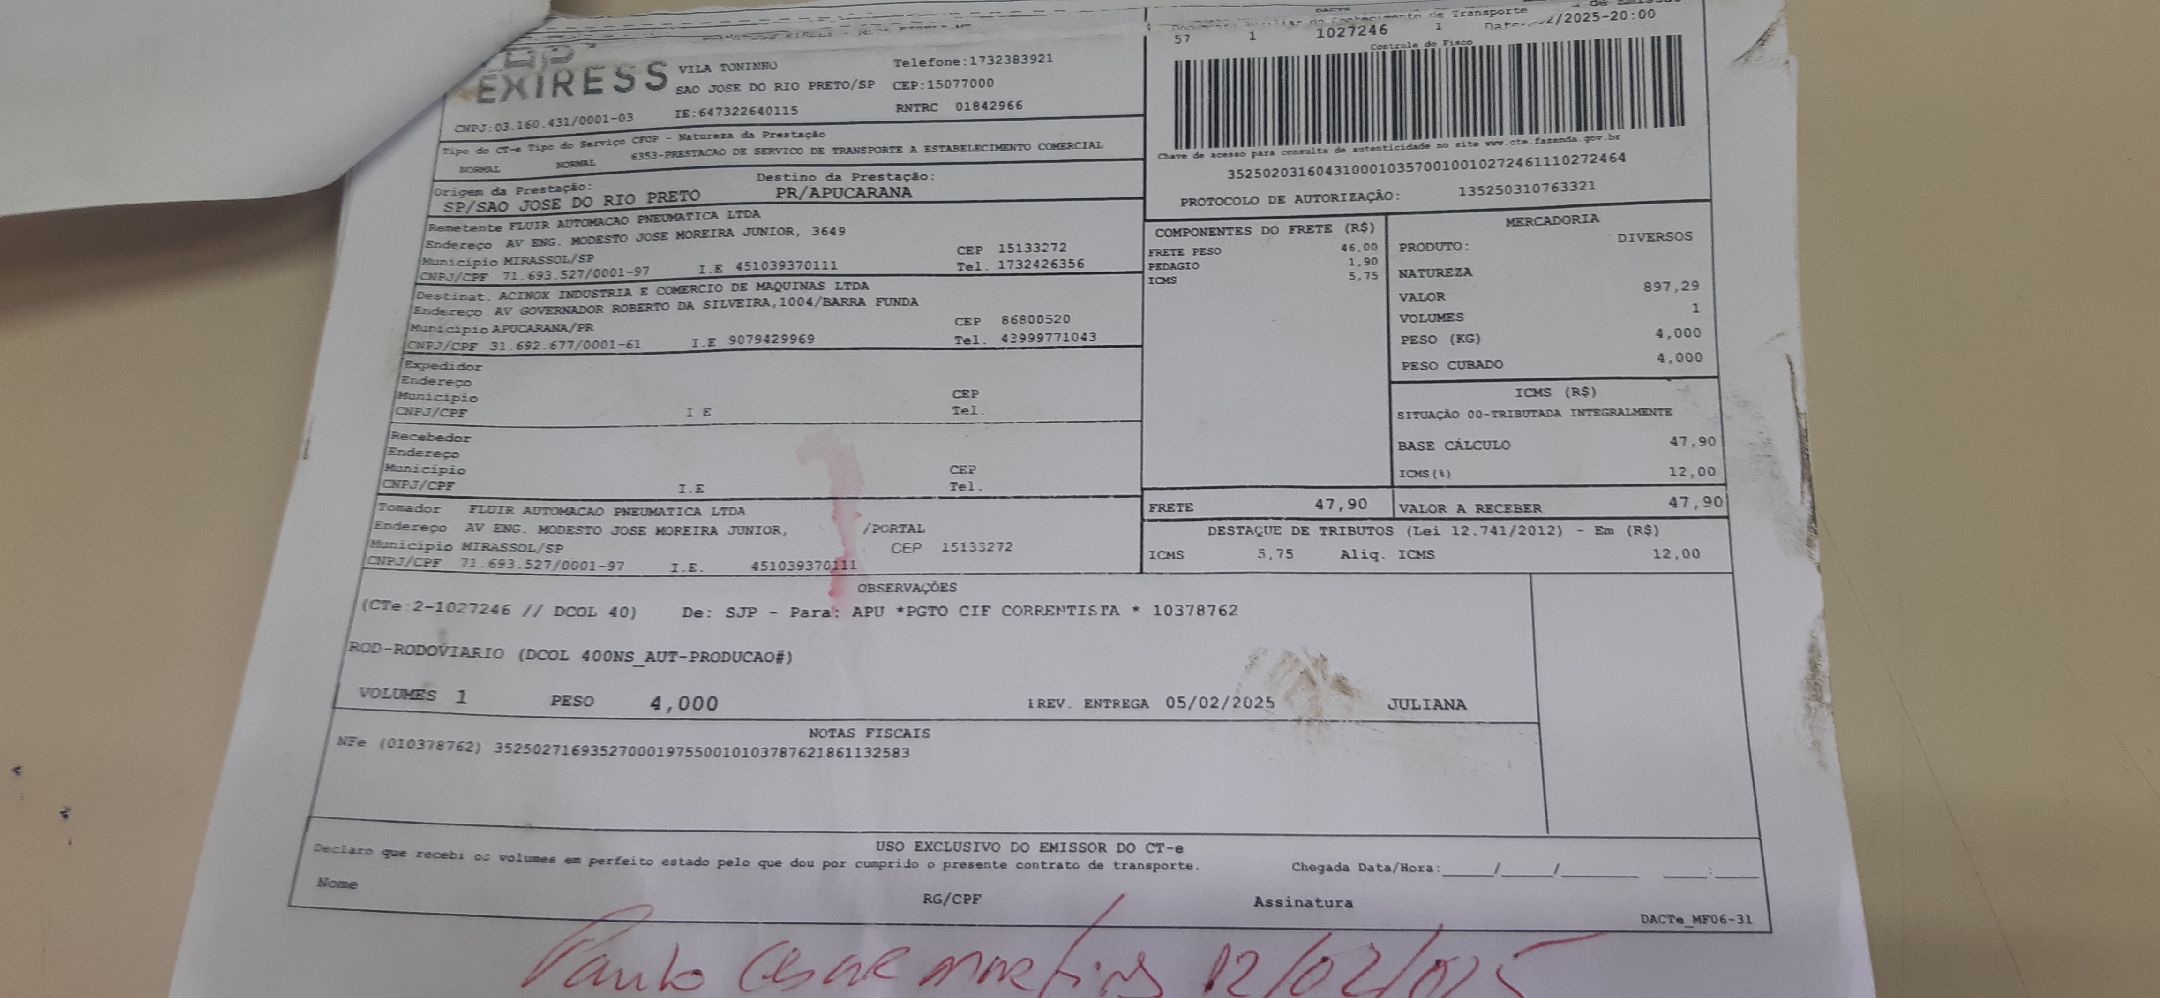 DACTE
de Transporte
57 1 1027246 1 /2025-20:00
Controle do Fisco
EXPRESS
VILA TONINHO Telefone:1732383921
SAO JOSE DO RIO PRETO/SP CEP:15077000
CNPJ:03.160.431/0001-03 IE:647322640115 RNTRC 01842966
Tipo do CT-e Tipo do Serviço CFOP - Natureza da Prestação
NORMAL NORMAL 6353-PRESTACAO DE SERVICO DE TRANSPORTE A ESTABELECIMENTO COMERCIAL
Chave de acesso para consulta de autenticidade no site www.cte.fazenda.gov.br
35250203160431000103570010010272461110272464
PROTOCOLO DE AUTORIZAÇÃO: 135250310763321
Origem da Prestação: Destino da Prestação:
SP/SAO JOSE DO RIO PRETO PR/APUCARANA
Remetente FLUIR AUTOMACAO PNEUMATICA LTDA
Endereço AV ENG. MODESTO JOSE MOREIRA JUNIOR, 3649
Municipio MIRASSOL/SP CEP 15133272
CNPJ/CPF 71.693.527/0001-97 I.E 451039370111 Tel. 1732426356
Destinat. ACINOX INDUSTRIA E COMERCIO DE MAQUINAS LTDA
Endereço AV GOVERNADOR ROBERTO DA SILVEIRA,1004/BARRA FUNDA
Municipio APUCARANA/PR CEP 86800520
CNPJ/CPF 31.692.677/0001-61 I.E 9079429969 Tel. 43999771043
Expedidor
Endereço
Municipio CEP
CNPJ/CPF I E Tel.
Recebedor
Endereço
Municipio CEP
CNPJ/CPF I.E Tel.
Tomador FLUIR AUTOMACAO PNEUMATICA LTDA
Endereço AV ENG. MODESTO JOSE MOREIRA JUNIOR, /PORTAL
Municipio MIRASSOL/SP CEP 15133272
CNPJ/CPF 71.693.527/0001-97 I.E. 451039370111
COMPONENTES DO FRETE (R$)
FRETE PESO 46,00
PEDAGIO 1,90
ICMS 5,75
MERCADORIA
PRODUTO: DIVERSOS
NATUREZA
VALOR 897,29
VOLUMES 1
PESO (KG) 4,000
PESO CUBADO 4,000
ICMS (R$)
SITUAÇÃO 00-TRIBUTADA INTEGRALMENTE
BASE CÁLCULO 47,90
ICMS(%) 12,00
FRETE 47,90 VALOR A RECEBER 47,90
DESTAQUE DE TRIBUTOS (Lei 12.741/2012) - Em (R$)
ICMS 5,75 Aliq. ICMS 12,00
OBSERVAÇÕES
(CTe:2-1027246 // DCOL 40) De: SJP - Para: APU *PGTO CIF CORRENTISTA * 10378762
ROD-RODOVIARIO (DCOL 400NS_AUT-PRODUCAO#)
VOLUMES 1 PESO 4,000 PREV. ENTREGA 05/02/2025 JULIANA
NOTAS FISCAIS
NFe (010378762) 35250271693527000197550010103787621861132583
USO EXCLUSIVO DO EMISSOR DO CT-e
Declaro que recebi os volumes em perfeito estado pelo que dou por cumprido o presente contrato de transporte. Chegada Data/Hora:_____/_____/_______ ____:____
Nome RG/CPF Assinatura
DACTe_MF06-31
Paulo Cesar Martins 12/02/025